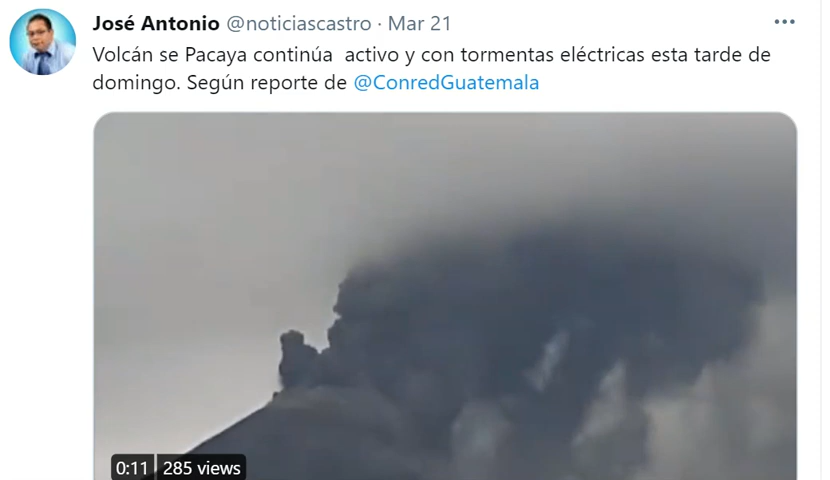 José Antonio @noticiascastro · Mar 21
Volcán se Pacaya continúa  activo y con tormentas eléctricas esta tarde de
domingo. Según reporte de @ConredGuatemala
0:11 285 views